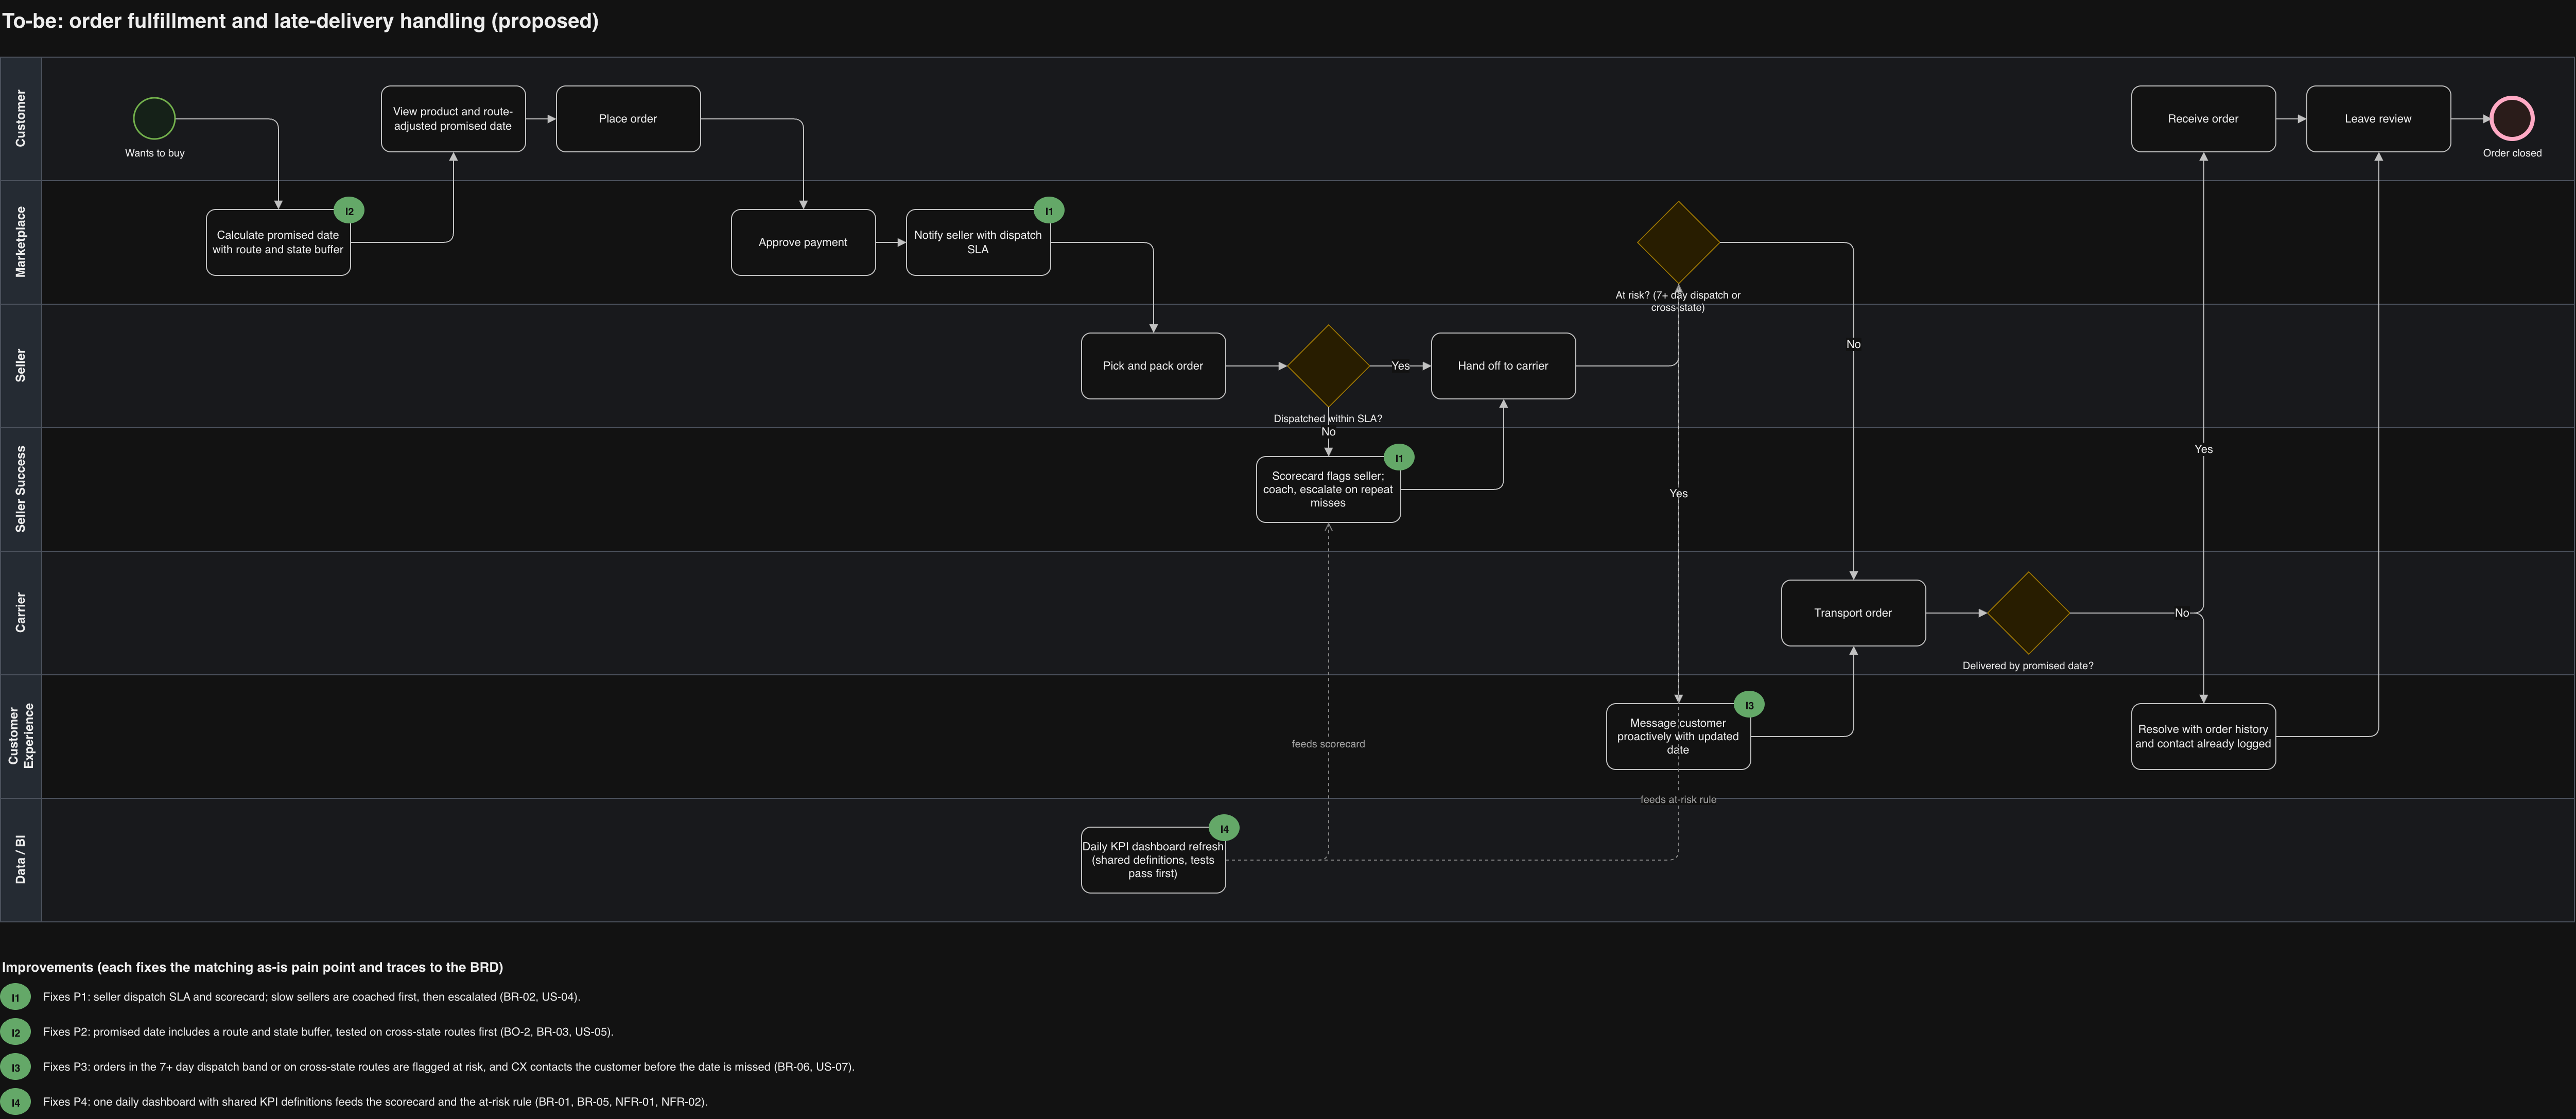 To-be: order fulfillment and late-delivery handling (proposed)
Customer
Wants to buy
View product and route-
adjusted promised date
Place order
Receive order
Leave review
Order closed
Marketplace
Calculate promised date
with route and state buffer
I2
Approve payment
Notify seller with dispatch
SLA
I1
At risk? (7+ day dispatch or
cross-state)
No
Seller
Pick and pack order
Dispatched within SLA?
Yes
No
Hand off to carrier
Seller Success
Scorecard flags seller;
coach, escalate on repeat
misses
I1
Yes
Yes
Carrier
Transport order
Delivered by promised date?
No
Customer
Experience
feeds scorecard
Message customer
proactively with updated
date
I3
Resolve with order history
and contact already logged
feeds at-risk rule
Data / BI
Daily KPI dashboard refresh
(shared definitions, tests
pass first)
I4
Improvements (each fixes the matching as-is pain point and traces to the BRD)
I1 Fixes P1: seller dispatch SLA and scorecard; slow sellers are coached first, then escalated (BR-02, US-04).
I2 Fixes P2: promised date includes a route and state buffer, tested on cross-state routes first (BO-2, BR-03, US-05).
I3 Fixes P3: orders in the 7+ day dispatch band or on cross-state routes are flagged at risk, and CX contacts the customer before the date is missed (BR-06, US-07).
I4 Fixes P4: one daily dashboard with shared KPI definitions feeds the scorecard and the at-risk rule (BR-01, BR-05, NFR-01, NFR-02).